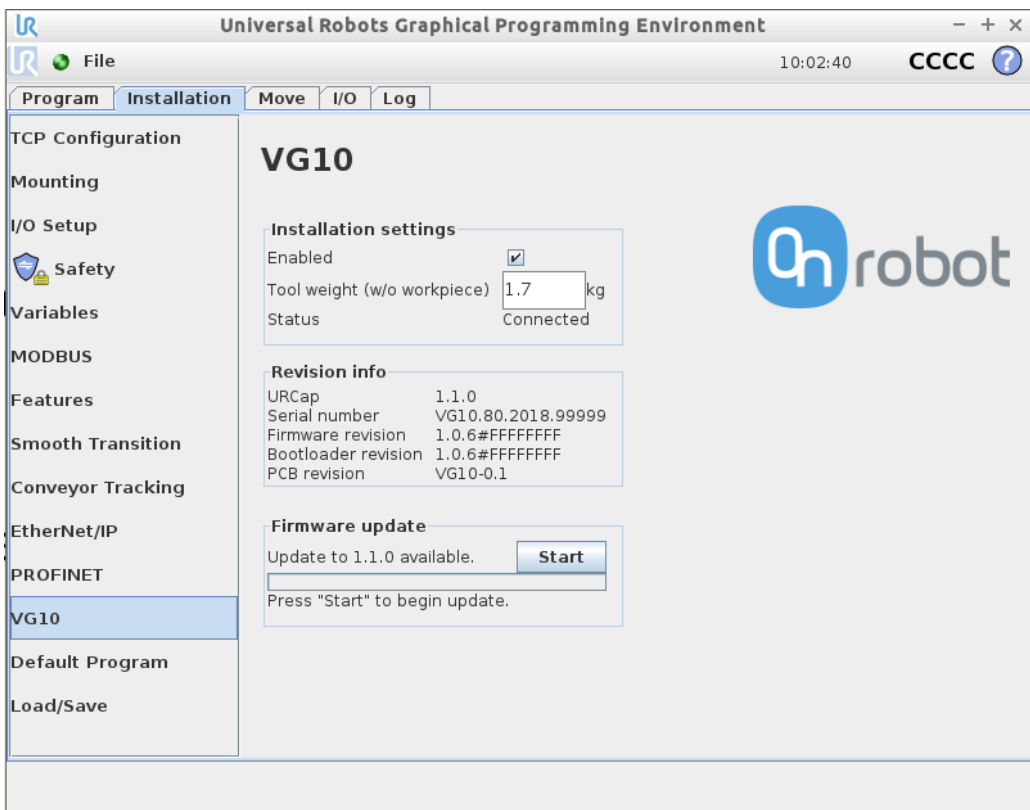 UR Universal Robots Graphical Programming Environment
UR File 10:02:40 CCCC ?
Program Installation Move I/O Log
TCP Configuration
Mounting
I/O Setup
Safety
Variables
MODBUS
Features
Smooth Transition
Conveyor Tracking
EtherNet/IP
PROFINET
VG10
Default Program
Load/Save
VG10
Installation settings
Enabled
Tool weight (w/o workpiece) 1.7 kg
Status Connected
Revision info
URCap 1.1.0
Serial number VG10.80.2018.99999
Firmware revision 1.0.6#FFFFFFFF
Bootloader revision 1.0.6#FFFFFFFF
PCB revision VG10-0.1
Firmware update
Update to 1.1.0 available. Start
Press "Start" to begin update.
On robot